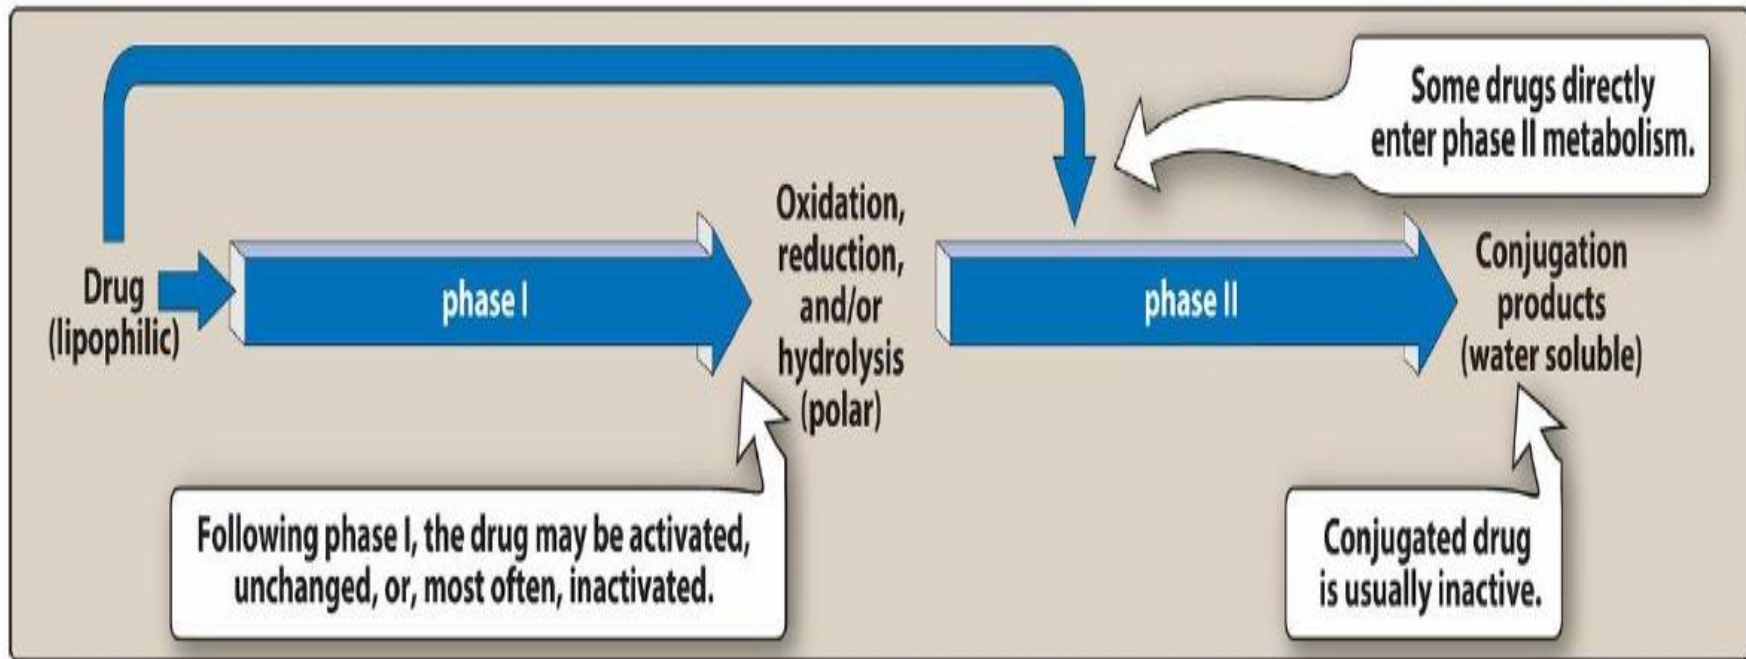 Some drugs directly
enter phase II metabolism.
Drug
(lipophilic)
phase I
Oxidation,
reduction,
and/or
hydrolysis
(polar)
phase II
Conjugation
products
(water soluble)
Following phase I, the drug may be activated,
unchanged, or, most often, inactivated.
Conjugated drug
is usually inactive.